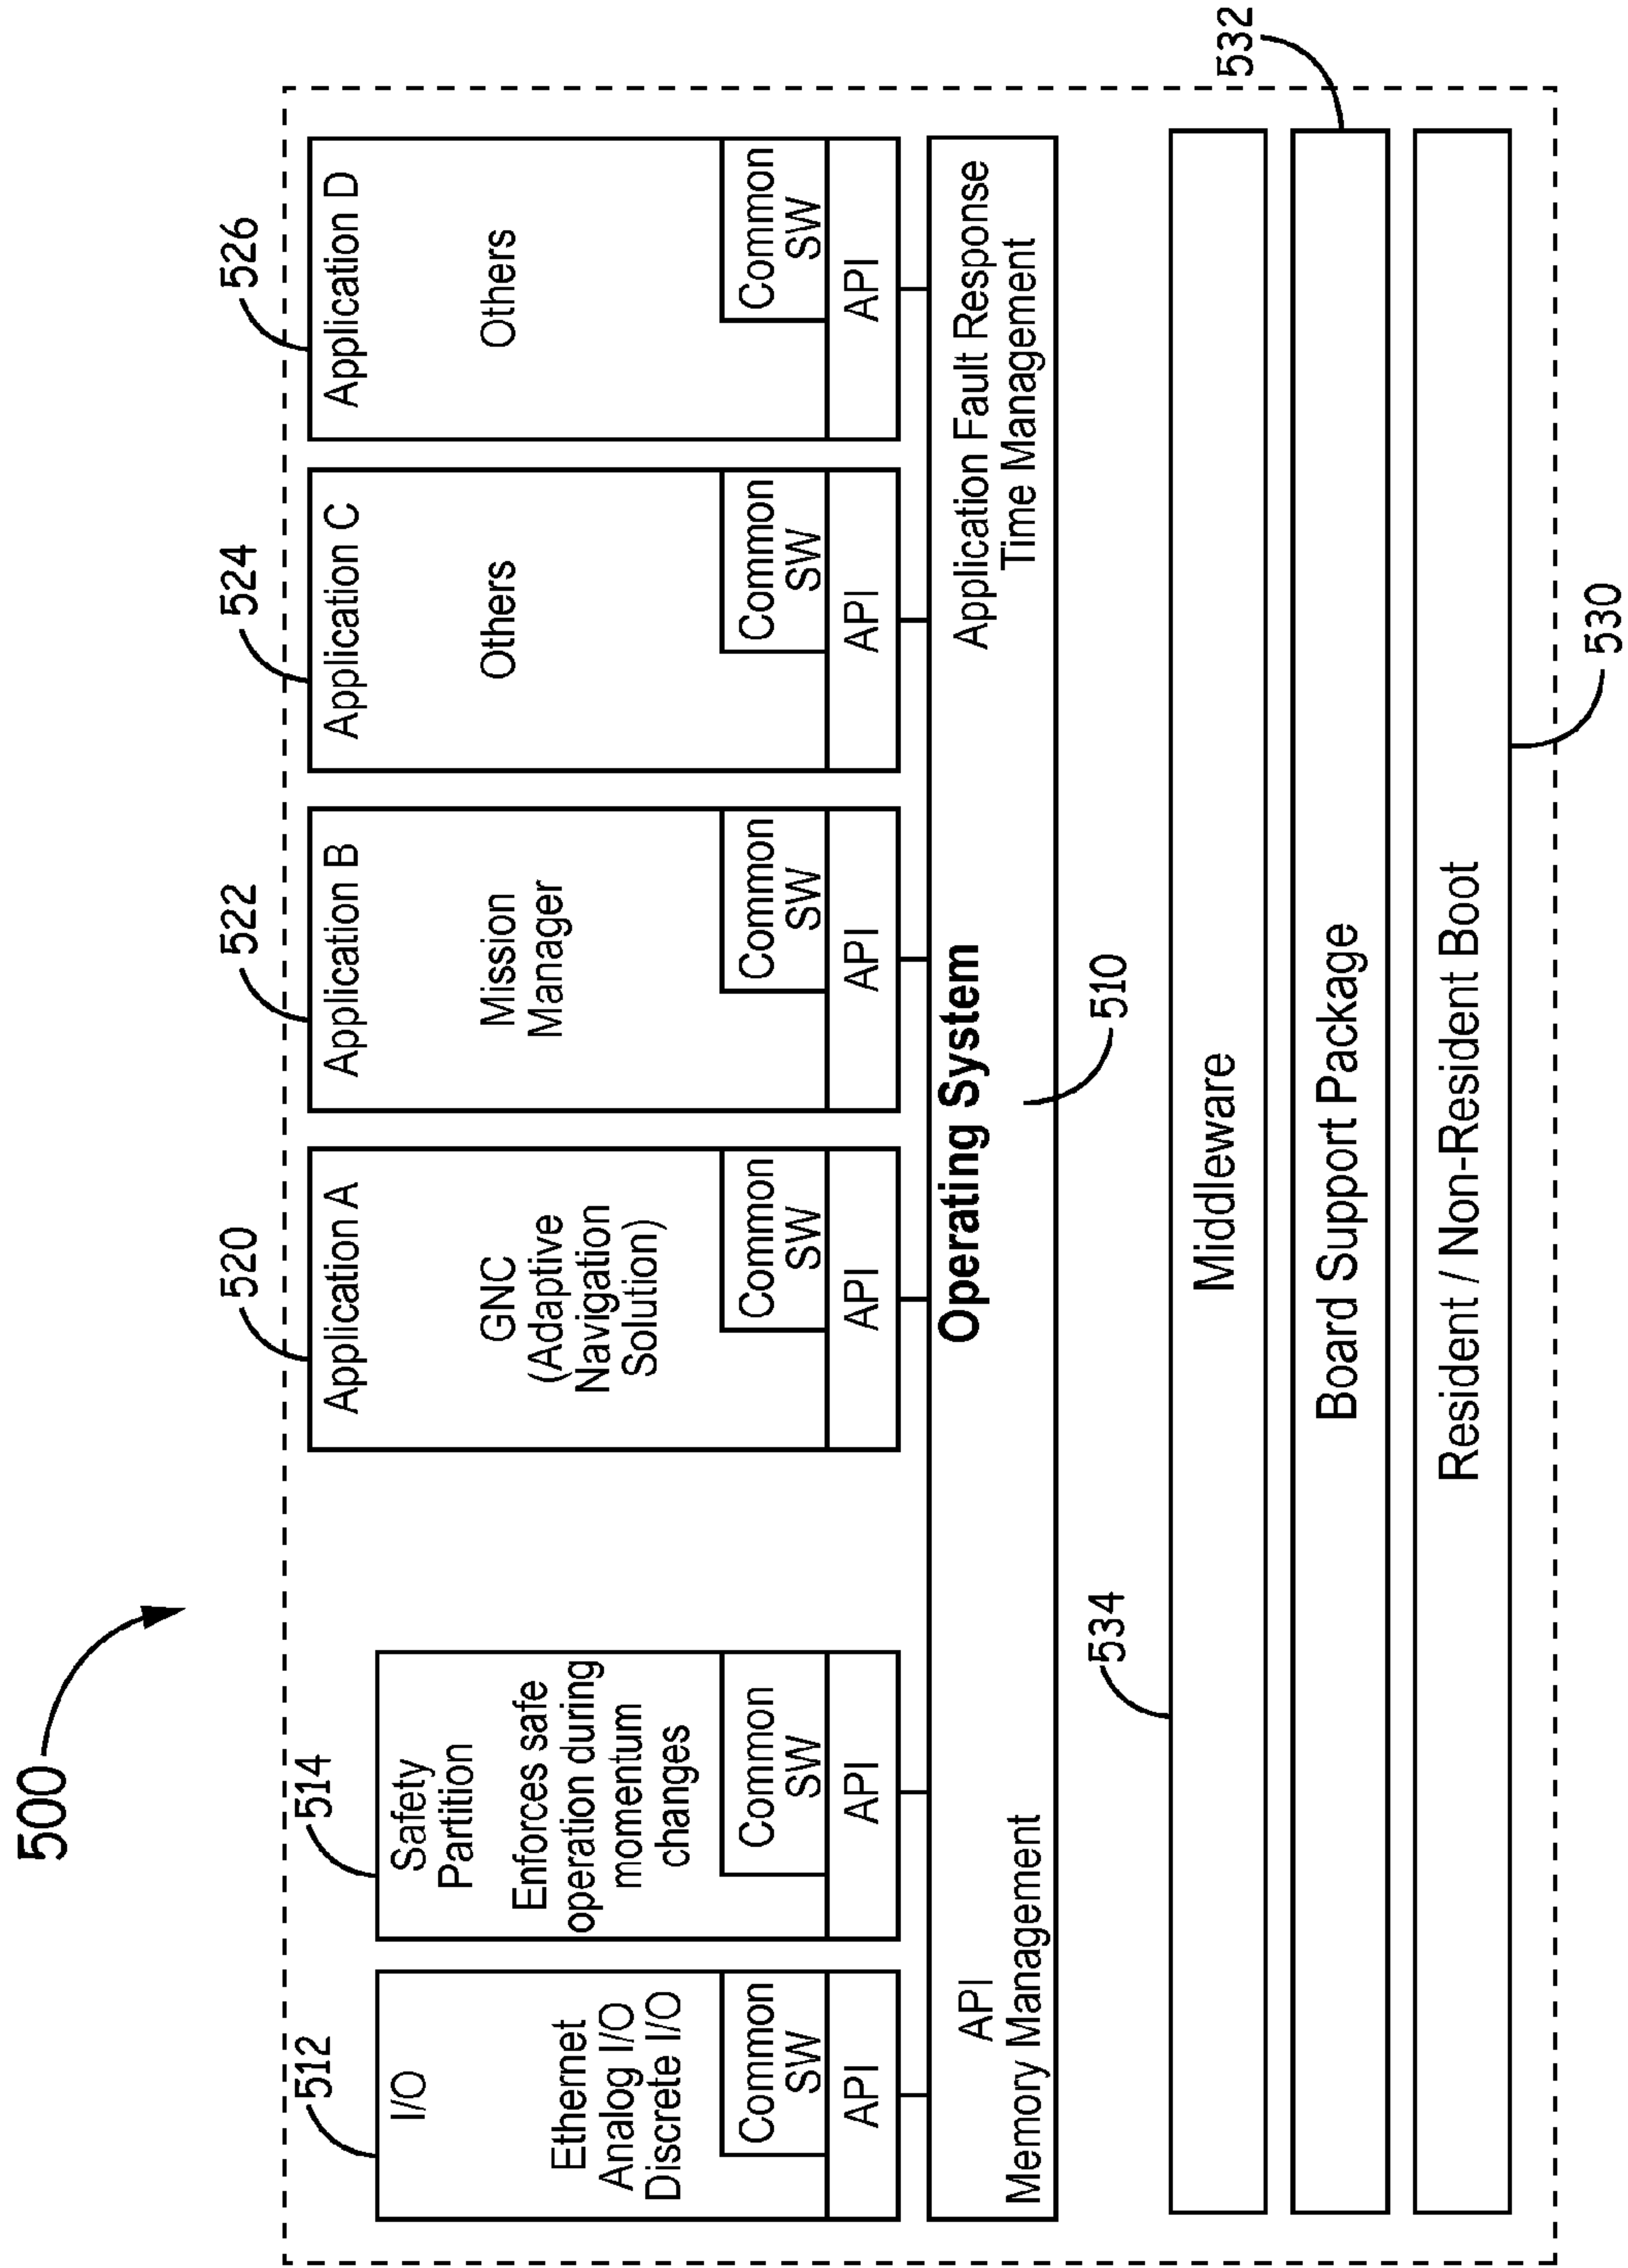 500
512
I/O
Ethernet
Analog I/O
Discrete I/O
Common
SW
API
514
Safety
Partition
Enforces safe
operation during
momentum
changes
Common
SW
API
520
Application A
GNC
(Adaptive
Navigation
Solution)
Common
SW
API
522
Application B
Mission
Manager
Common
SW
API
524
Application C
Others
Common
SW
API
526
Application D
Others
Common
SW
API
Operating System
API
Memory Management
Application Fault Response
Time Management
510
534
Middleware
Board Support Package
532
Resident / Non-Resident Boot
530